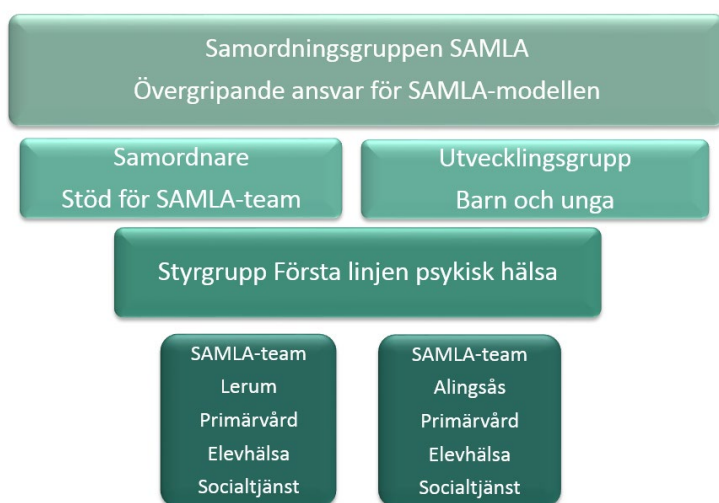 Samordningsgruppen SAMLA
Övergripande ansvar för SAMLA-modellen
Samordnare
Stöd för SAMLA-team
Utvecklingsgrupp
Barn och unga
Styrgrupp Första linjen psykisk hälsa
SAMLA-team
Lerum
Primärvård
Elevhälsa
Socialtjänst
SAMLA-team
Alingsås
Primärvård
Elevhälsa
Socialtjänst